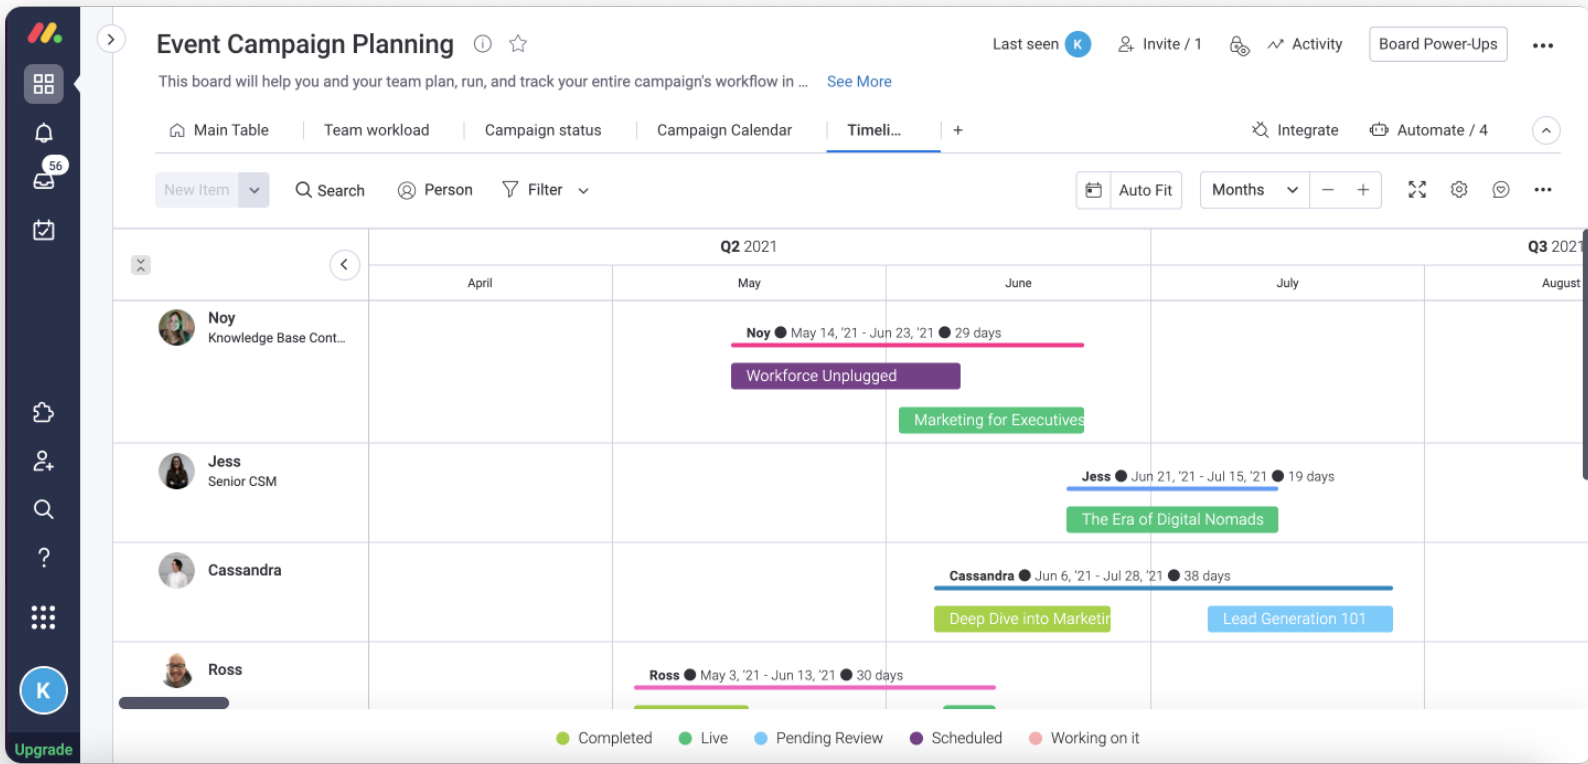 Event Campaign Planning
Last seen K Invite / 1 Activity Board Power-Ups
This board will help you and your team plan, run, and track your entire campaign's workflow in ... See More
Main Table Team workload Campaign status Campaign Calendar Timeli... + Integrate Automate / 4
56
New Item Search Person Filter Auto Fit Months − +
Q2 2021 Q3 2021
April May June July August
Noy
Knowledge Base Cont...
Noy ● May 14, '21 - Jun 23, '21 ● 29 days
Workforce Unplugged
Marketing for Executives
Jess
Senior CSM
Jess ● Jun 21, '21 - Jul 15, '21 ● 19 days
The Era of Digital Nomads
Cassandra
Cassandra ● Jun 6, '21 - Jul 28, '21 ● 38 days
Deep Dive into Marketin
Lead Generation 101
Ross
Ross ● May 3, '21 - Jun 13, '21 ● 30 days
?
K
Upgrade
Completed Live Pending Review Scheduled Working on it